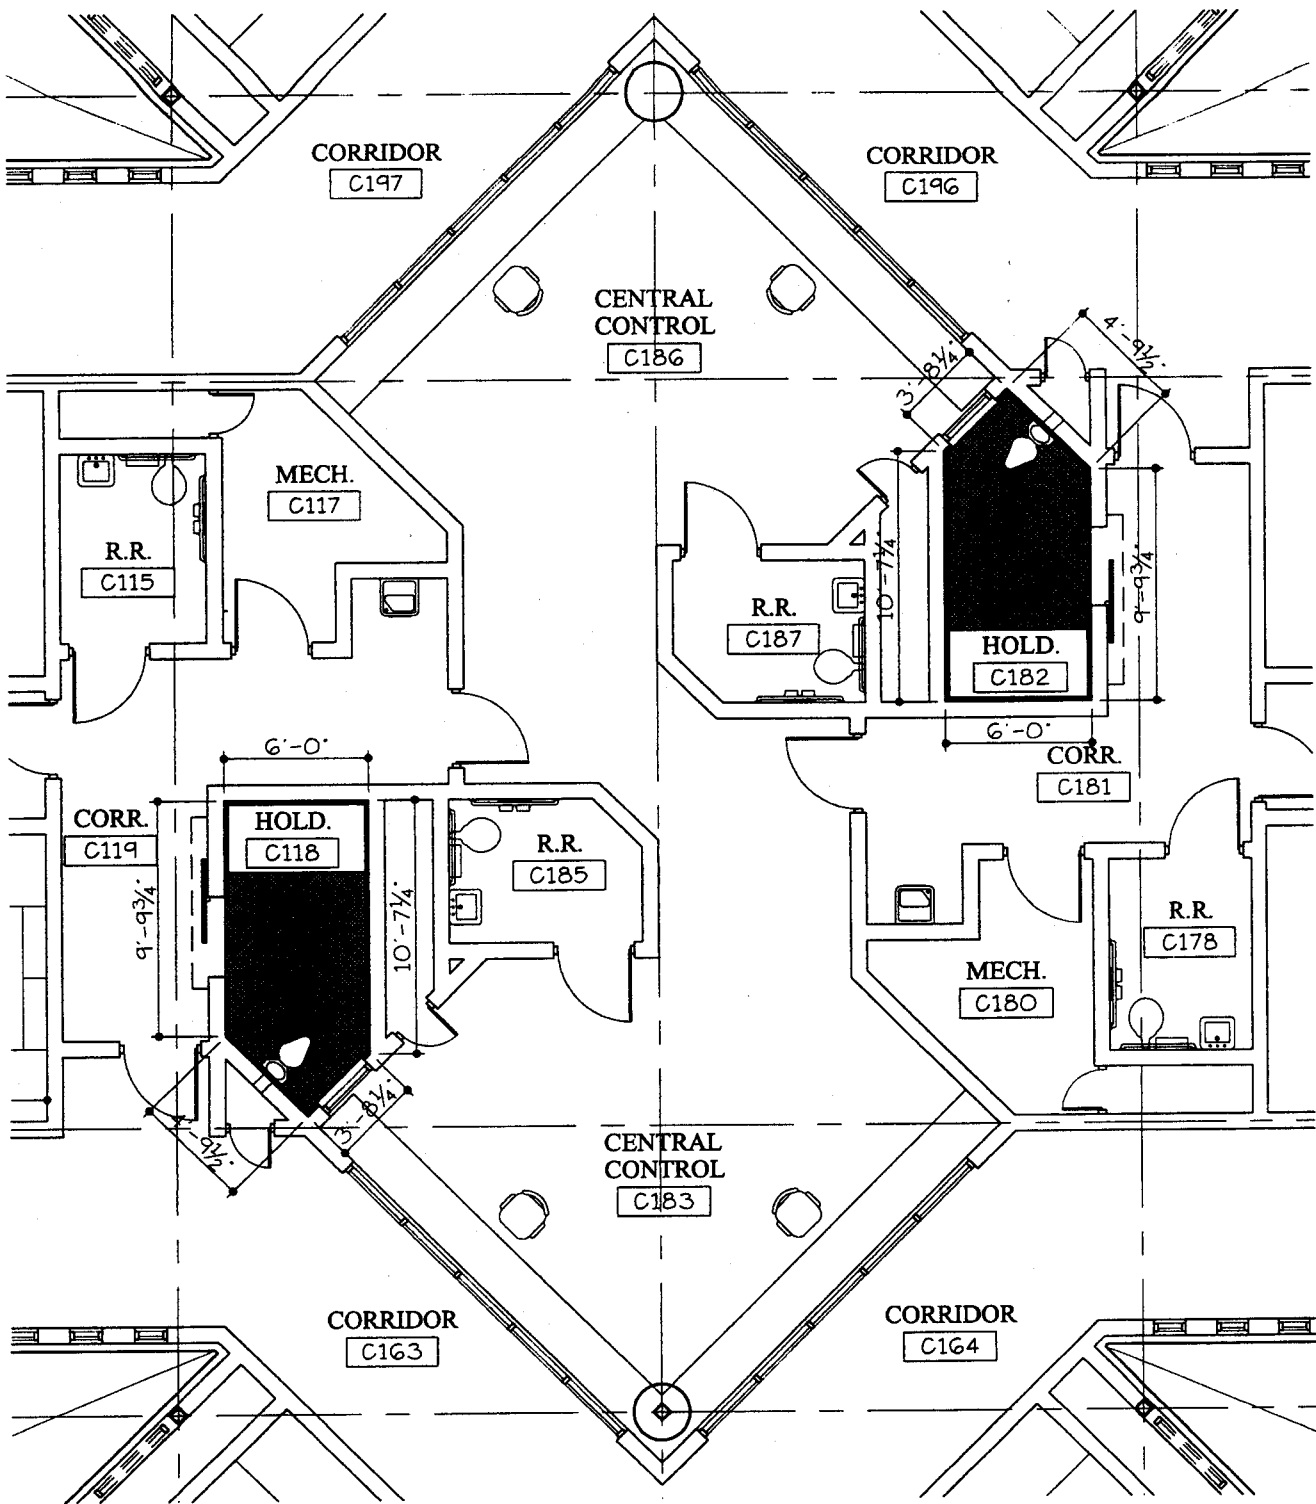 CORRIDOR
C197
CORRIDOR
C196
CENTRAL
CONTROL
C186
4'-9½"
3'-8¼"
MECH.
C117
R.R.
C115
10'-7¼"
9'-9¾"
R.R.
C187
HOLD.
C182
6'-0"
6'-0"
CORR.
C181
CORR.
C119
HOLD.
C118
R.R.
C185
9'-9¾"
10'-7¼"
R.R.
C178
MECH.
C180
3'-8¼"
4'-9½"
CENTRAL
CONTROL
C183
CORRIDOR
C163
CORRIDOR
C164